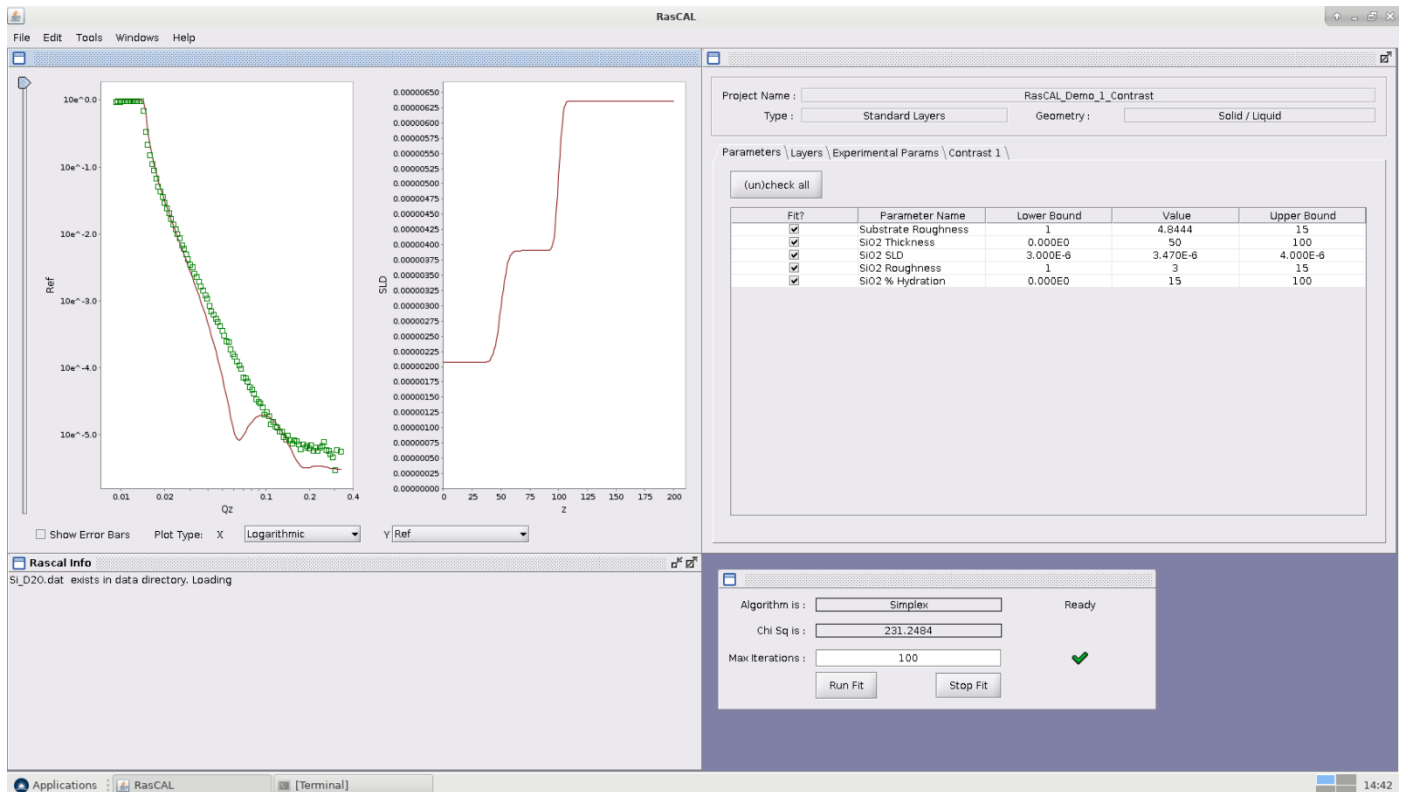 RasCAL
File Edit Tools Windows Help
10e^0.0
10e^-1.0
10e^-2.0
10e^-3.0
10e^-4.0
10e^-5.0
Ref
0.01 0.02 0.1 0.2 0.4
Qz
0.00000650
0.00000625
0.00000600
0.00000575
0.00000550
0.00000525
0.00000500
0.00000475
0.00000450
0.00000425
0.00000400
0.00000375
0.00000350
0.00000325
0.00000300
0.00000275
0.00000250
0.00000225
0.00000200
0.00000175
0.00000150
0.00000125
0.00000100
0.00000075
0.00000050
0.00000025
0.00000000
SLD
0 25 50 75 100 125 150 175 200
z
Show Error Bars Plot Type: X Logarithmic Y Ref
Project Name : RasCAL_Demo_1_Contrast
Type : Standard Layers Geometry : Solid / Liquid
Parameters Layers Experimental Params Contrast 1
(un)check all
Fit? Parameter Name Lower Bound Value Upper Bound
Substrate Roughness 1 4.8444 15
SiO2 Thickness 0.000E0 50 100
SiO2 SLD 3.000E-6 3.470E-6 4.000E-6
SiO2 Roughness 1 3 15
SiO2 % Hydration 0.000E0 15 100
Rascal Info
Si_D20.dat exists in data directory. Loading
Algorithm is : Simplex Ready
Chi Sq is : 231.2484
Max Iterations : 100
Run Fit Stop Fit
Applications RasCAL [Terminal] 14:42